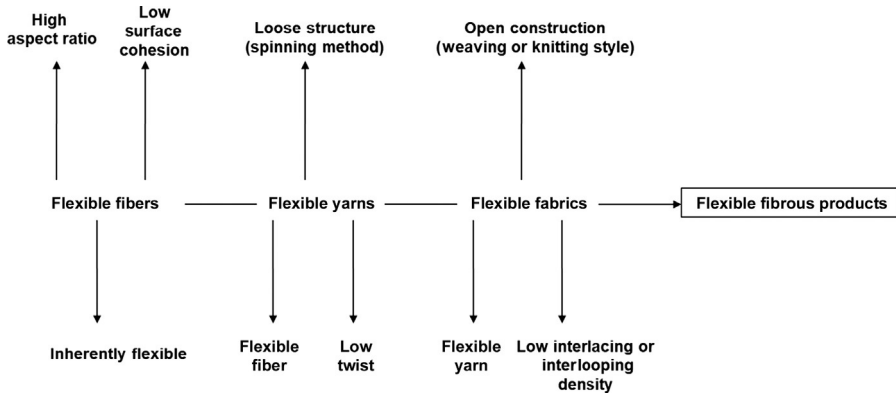 High
aspect ratio
Low
surface
cohesion
Loose structure
(spinning method)
Open construction
(weaving or knitting style)
Flexible fibers
Flexible yarns
Flexible fabrics
Flexible fibrous products
Inherently flexible
Flexible
fiber
Low
twist
Flexible
yarn
Low interlacing or
interlooping
density